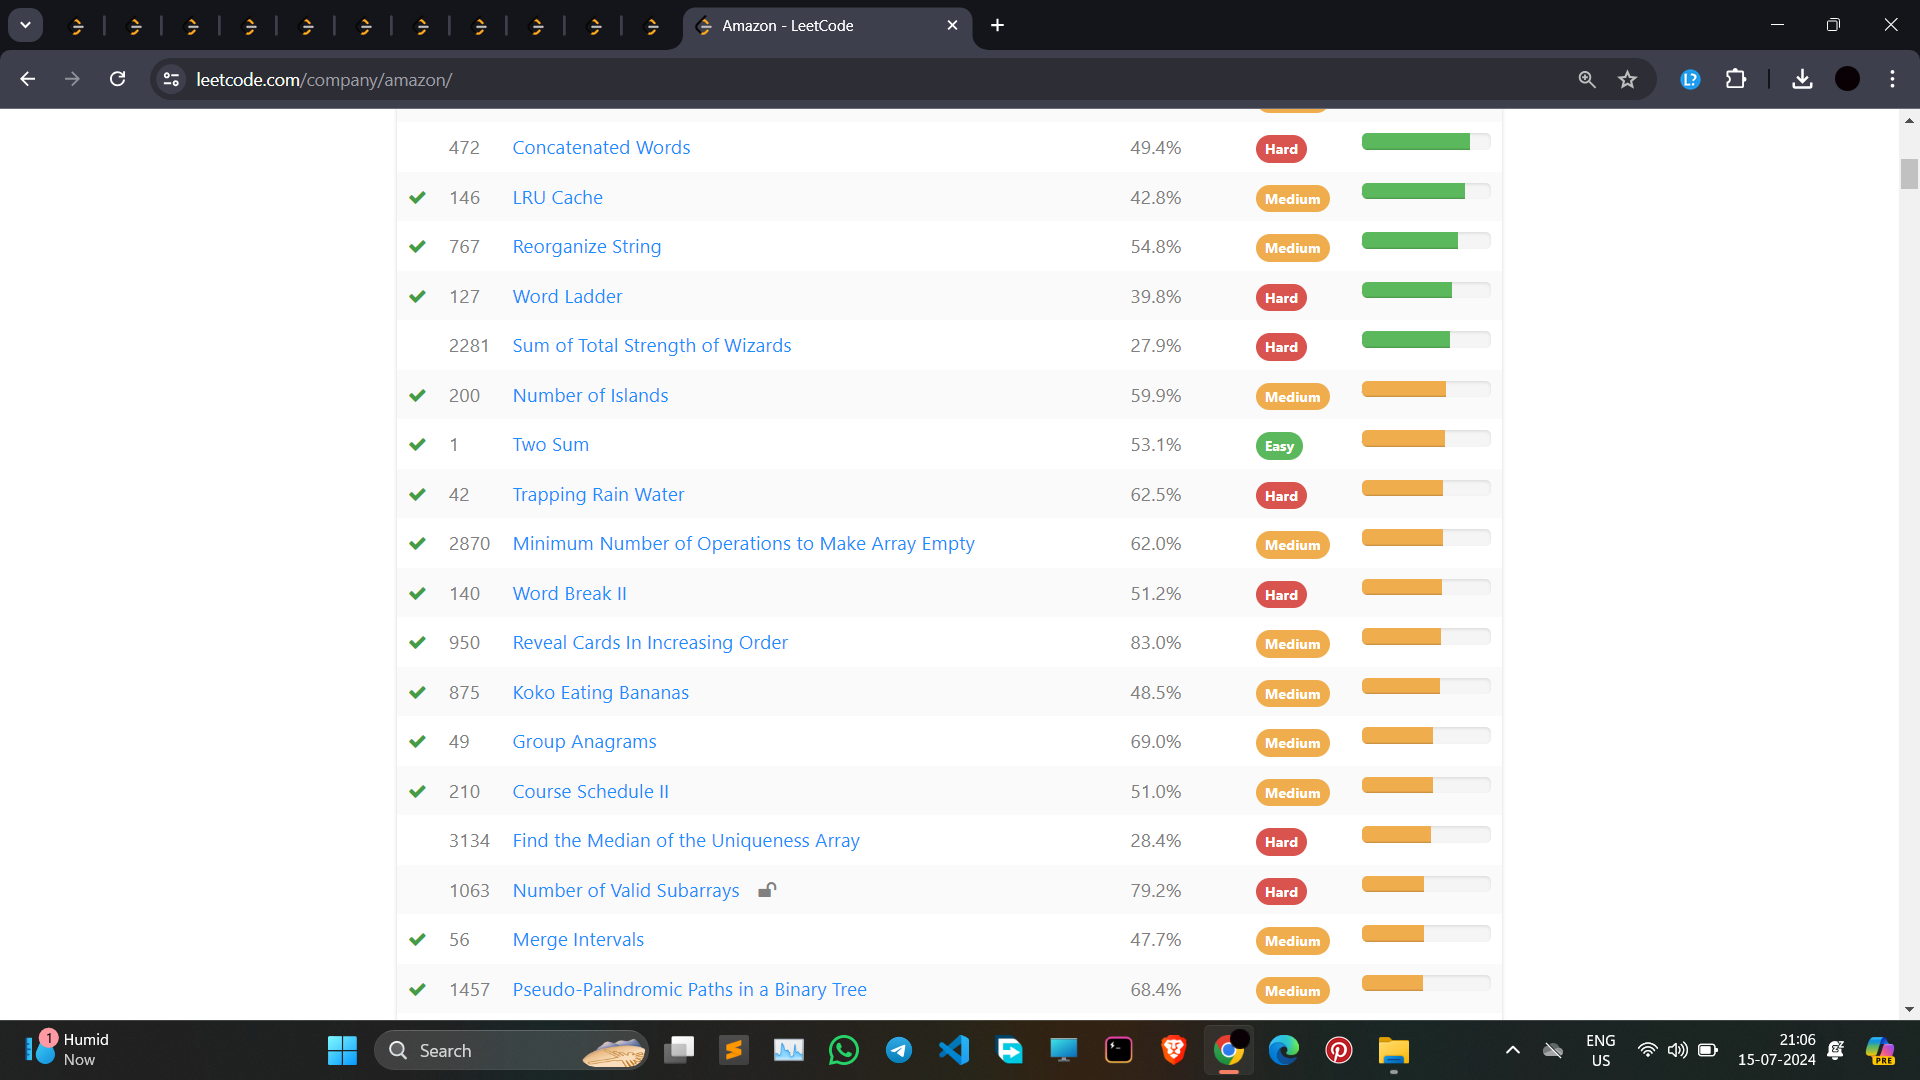 Amazon - LeetCode
leetcode.com/company/amazon/
472 Concatenated Words 49.4% Hard
146 LRU Cache 42.8% Medium
767 Reorganize String 54.8% Medium
127 Word Ladder 39.8% Hard
2281 Sum of Total Strength of Wizards 27.9% Hard
200 Number of Islands 59.9% Medium
1 Two Sum 53.1% Easy
42 Trapping Rain Water 62.5% Hard
2870 Minimum Number of Operations to Make Array Empty 62.0% Medium
140 Word Break II 51.2% Hard
950 Reveal Cards In Increasing Order 83.0% Medium
875 Koko Eating Bananas 48.5% Medium
49 Group Anagrams 69.0% Medium
210 Course Schedule II 51.0% Medium
3134 Find the Median of the Uniqueness Array 28.4% Hard
1063 Number of Valid Subarrays 79.2% Hard
56 Merge Intervals 47.7% Medium
1457 Pseudo-Palindromic Paths in a Binary Tree 68.4% Medium
1 Humid
Now
Search
ENG
US
21:06
15-07-2024
PRE